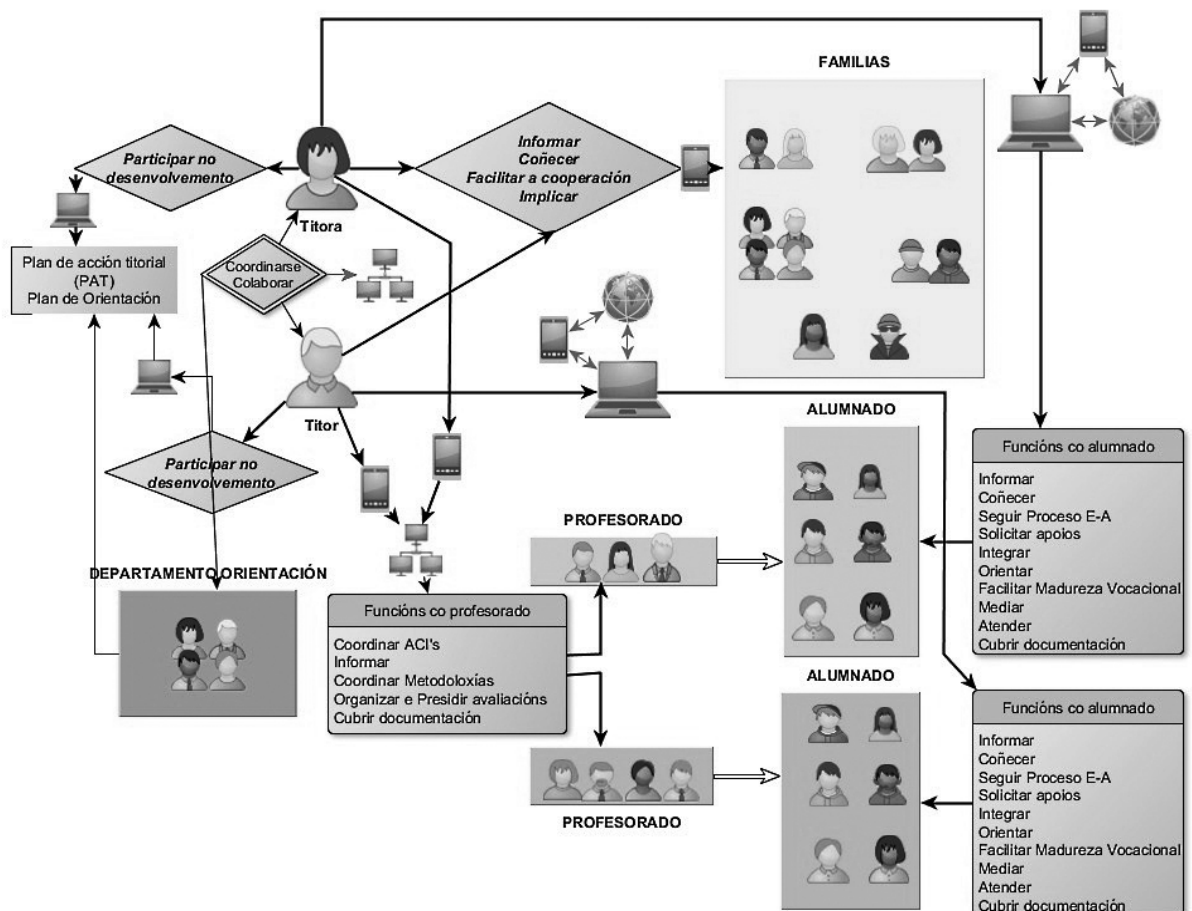 FAMILIAS
Participar no
desenvolvemento
Informar
Coñecer
Facilitar a cooperación
Implicar
Titora
Plan de acción titorial
(PAT)
Plan de Orientación
Coordinarse
Colaborar
Titor
Participar no
desenvolvemento
ALUMNADO
Funcións co alumnado
Informar
Coñecer
Seguir Proceso E-A
Solicitar apoios
Integrar
Orientar
Facilitar Madureza Vocacional
Mediar
Atender
Cubrir documentación
PROFESORADO
DEPARTAMENTO ORIENTACIÓN
Funcións co profesorado
Coordinar ACI's
Informar
Coordinar Metodoloxías
Organizar e Presidir avaliacións
Cubrir documentación
PROFESORADO
ALUMNADO
Funcións co alumnado
Informar
Coñecer
Seguir Proceso E-A
Solicitar apoios
Integrar
Orientar
Facilitar Madureza Vocacional
Mediar
Atender
Cubrir documentación